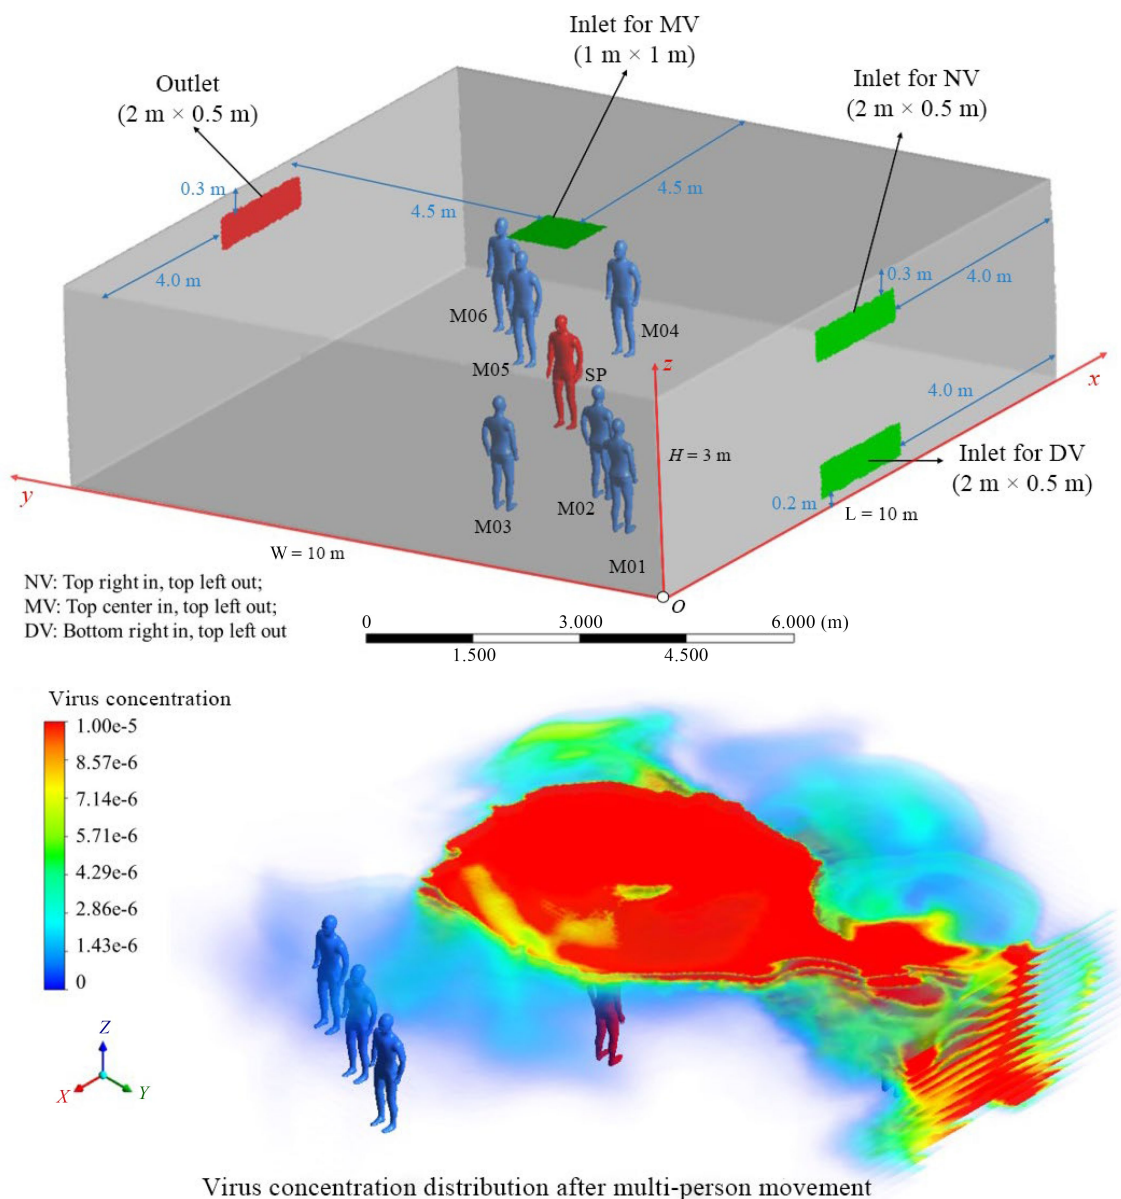 Inlet for MV
(1 m × 1 m)
Outlet
(2 m × 0.5 m)
Inlet for NV
(2 m × 0.5 m)
0.3 m
4.5 m
4.5 m
4.0 m
0.3 m
4.0 m
M06
M04
M05
SP
z
x
4.0 m
H = 3 m
Inlet for DV
(2 m × 0.5 m)
y
M03
M02
0.2 m
L = 10 m
W = 10 m
M01
O
NV: Top right in, top left out;
MV: Top center in, top left out;
DV: Bottom right in, top left out
0 3.000 6.000 (m)
1.500 4.500
Virus concentration
1.00e-5
8.57e-6
7.14e-6
5.71e-6
4.29e-6
2.86e-6
1.43e-6
0
Z
X
Y
Virus concentration distribution after multi-person movement